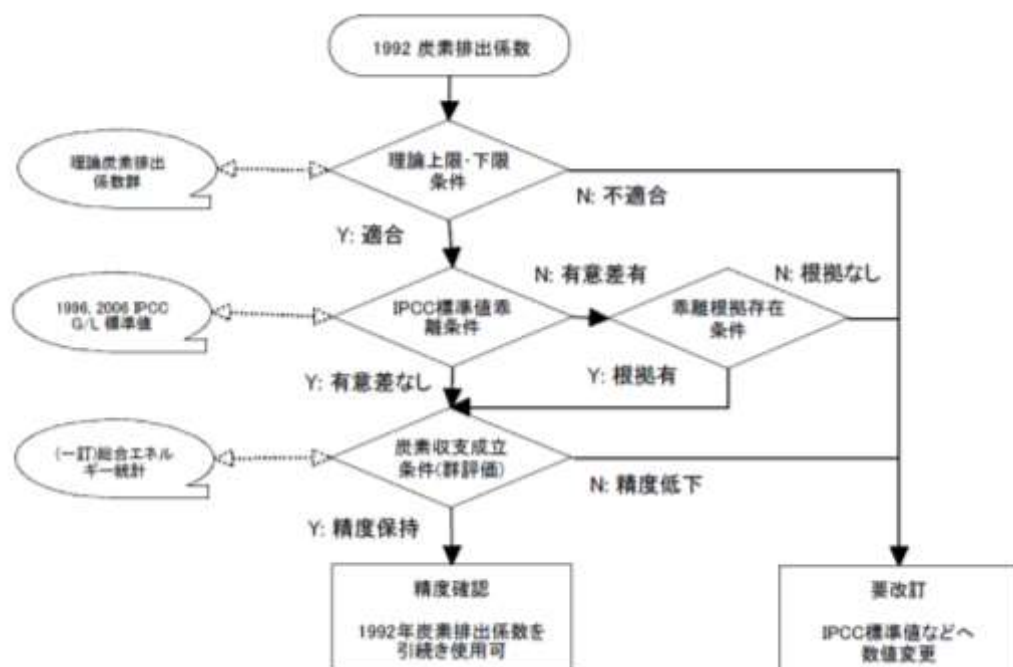 1992 炭素排出係数
理論炭素排出
係数群
理論上限･下限
条件
N: 不適合
Y: 適合
1996, 2006 IPCC
G/L 標準値
IPCC標準値乖
離条件
N: 有意差有
乖離根拠存在
条件
N: 根拠なし
Y: 有意差なし
Y: 根拠有
(一訂)総合エネル
ギー統計
炭素収支成立
条件(群評価)
N: 精度低下
Y: 精度保持
精度確認
1992年炭素排出係数を
引続き使用可
要改訂
IPCC標準値などへ
数値変更